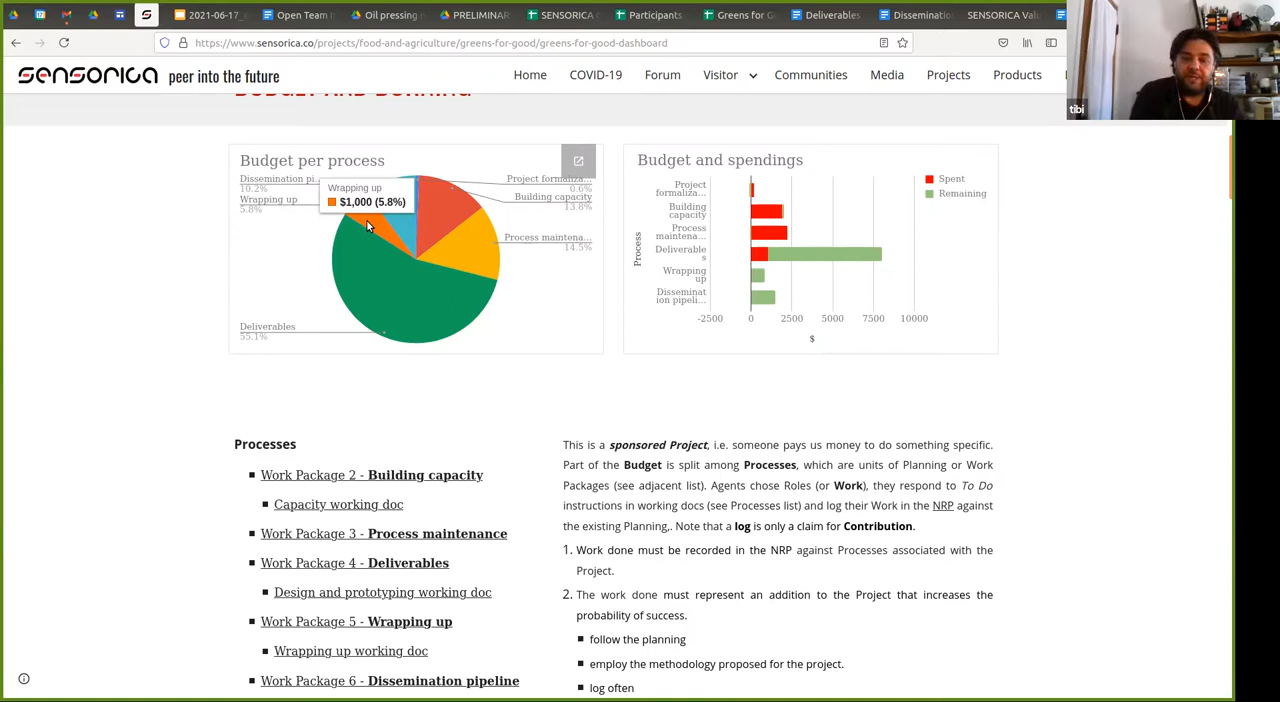 2021-06-17_
Open Team
Oil pressing
PRELIMINAR
SENSORICA
Participants
Greens for G
Deliverables
Disseminatio
SENSORICA Valu
https://www.sensorica.co/projects/food-and-agriculture/greens-for-good/greens-for-good-dashboard
tibi
sensorica peer into the future
Home COVID-19 Forum Visitor Communities Media Projects Products
BUDGET AND BURNING
Budget per process
Dissemination pi...
10.2%
Wrapping up
5.8%
Wrapping up
$1,000 (5.8%)
Project formaliza...
0.6%
Building capacity
13.8%
Process maintena...
14.5%
Deliverables
55.1%
Budget and spendings
Process
Project
formaliza...
Building
capacity
Process
maintena...
Deliverable
s
Wrapping
up
Disseminat
ion pipeli...
-2500 0 2500 5000 7500 10000
$
Spent
Remaining
Processes
Work Package 2 - Building capacity
Capacity working doc
Work Package 3 - Process maintenance
Work Package 4 - Deliverables
Design and prototyping working doc
Work Package 5 - Wrapping up
Wrapping up working doc
Work Package 6 - Dissemination pipeline
This is a sponsored Project, i.e. someone pays us money to do something specific.
Part of the Budget is split among Processes, which are units of Planning or Work
Packages (see adjacent list). Agents chose Roles (or Work), they respond to To Do
instructions in working docs (see Processes list) and log their Work in the NRP against
the existing Planning,. Note that a log is only a claim for Contribution.
1. Work done must be recorded in the NRP against Processes associated with the
Project.
2. The work done must represent an addition to the Project that increases the
probability of success.
follow the planning
employ the methodology proposed for the project.
log often